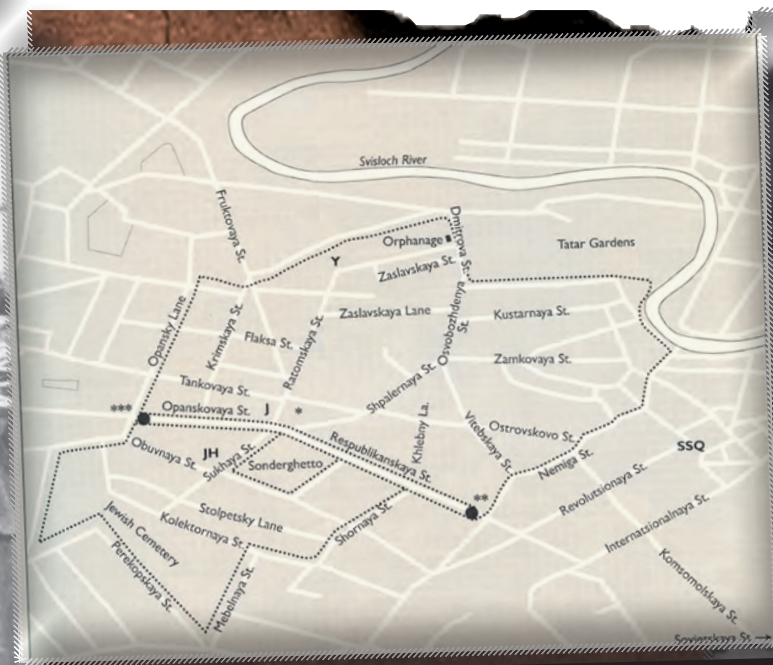 Svisloch River
Fruktovaya St.
Dmitrova St.
Orphanage
Tatar Gardens
Y
Zaslavskaya St.
Opansky Lane
Krimskaya St.
Zaslavskaya Lane
Osvobozhdenya St.
Kustarnaya St.
Flaksa St.
Ratomskaya St.
Zamkovaya St.
Tankovaya St.
Shpalernaya St.
***
Opanskovaya St.
J
*
Khlebny La.
Vitebskaya St.
Ostrovskovo St.
Obuvnaya St.
JH
Sukhaya St.
Sonderghetto
Respublikanskaya St.
SSQ
Nemiga St.
**
Revolutsionaya St.
Jewish Cemetery
Stolpetsky Lane
Kolektornaya St.
Shornaya St.
Internatsionalnaya St.
Perekopskaya St.
Mebelnaya St.
Komsomolskaya St.
Sovietskaya St. →